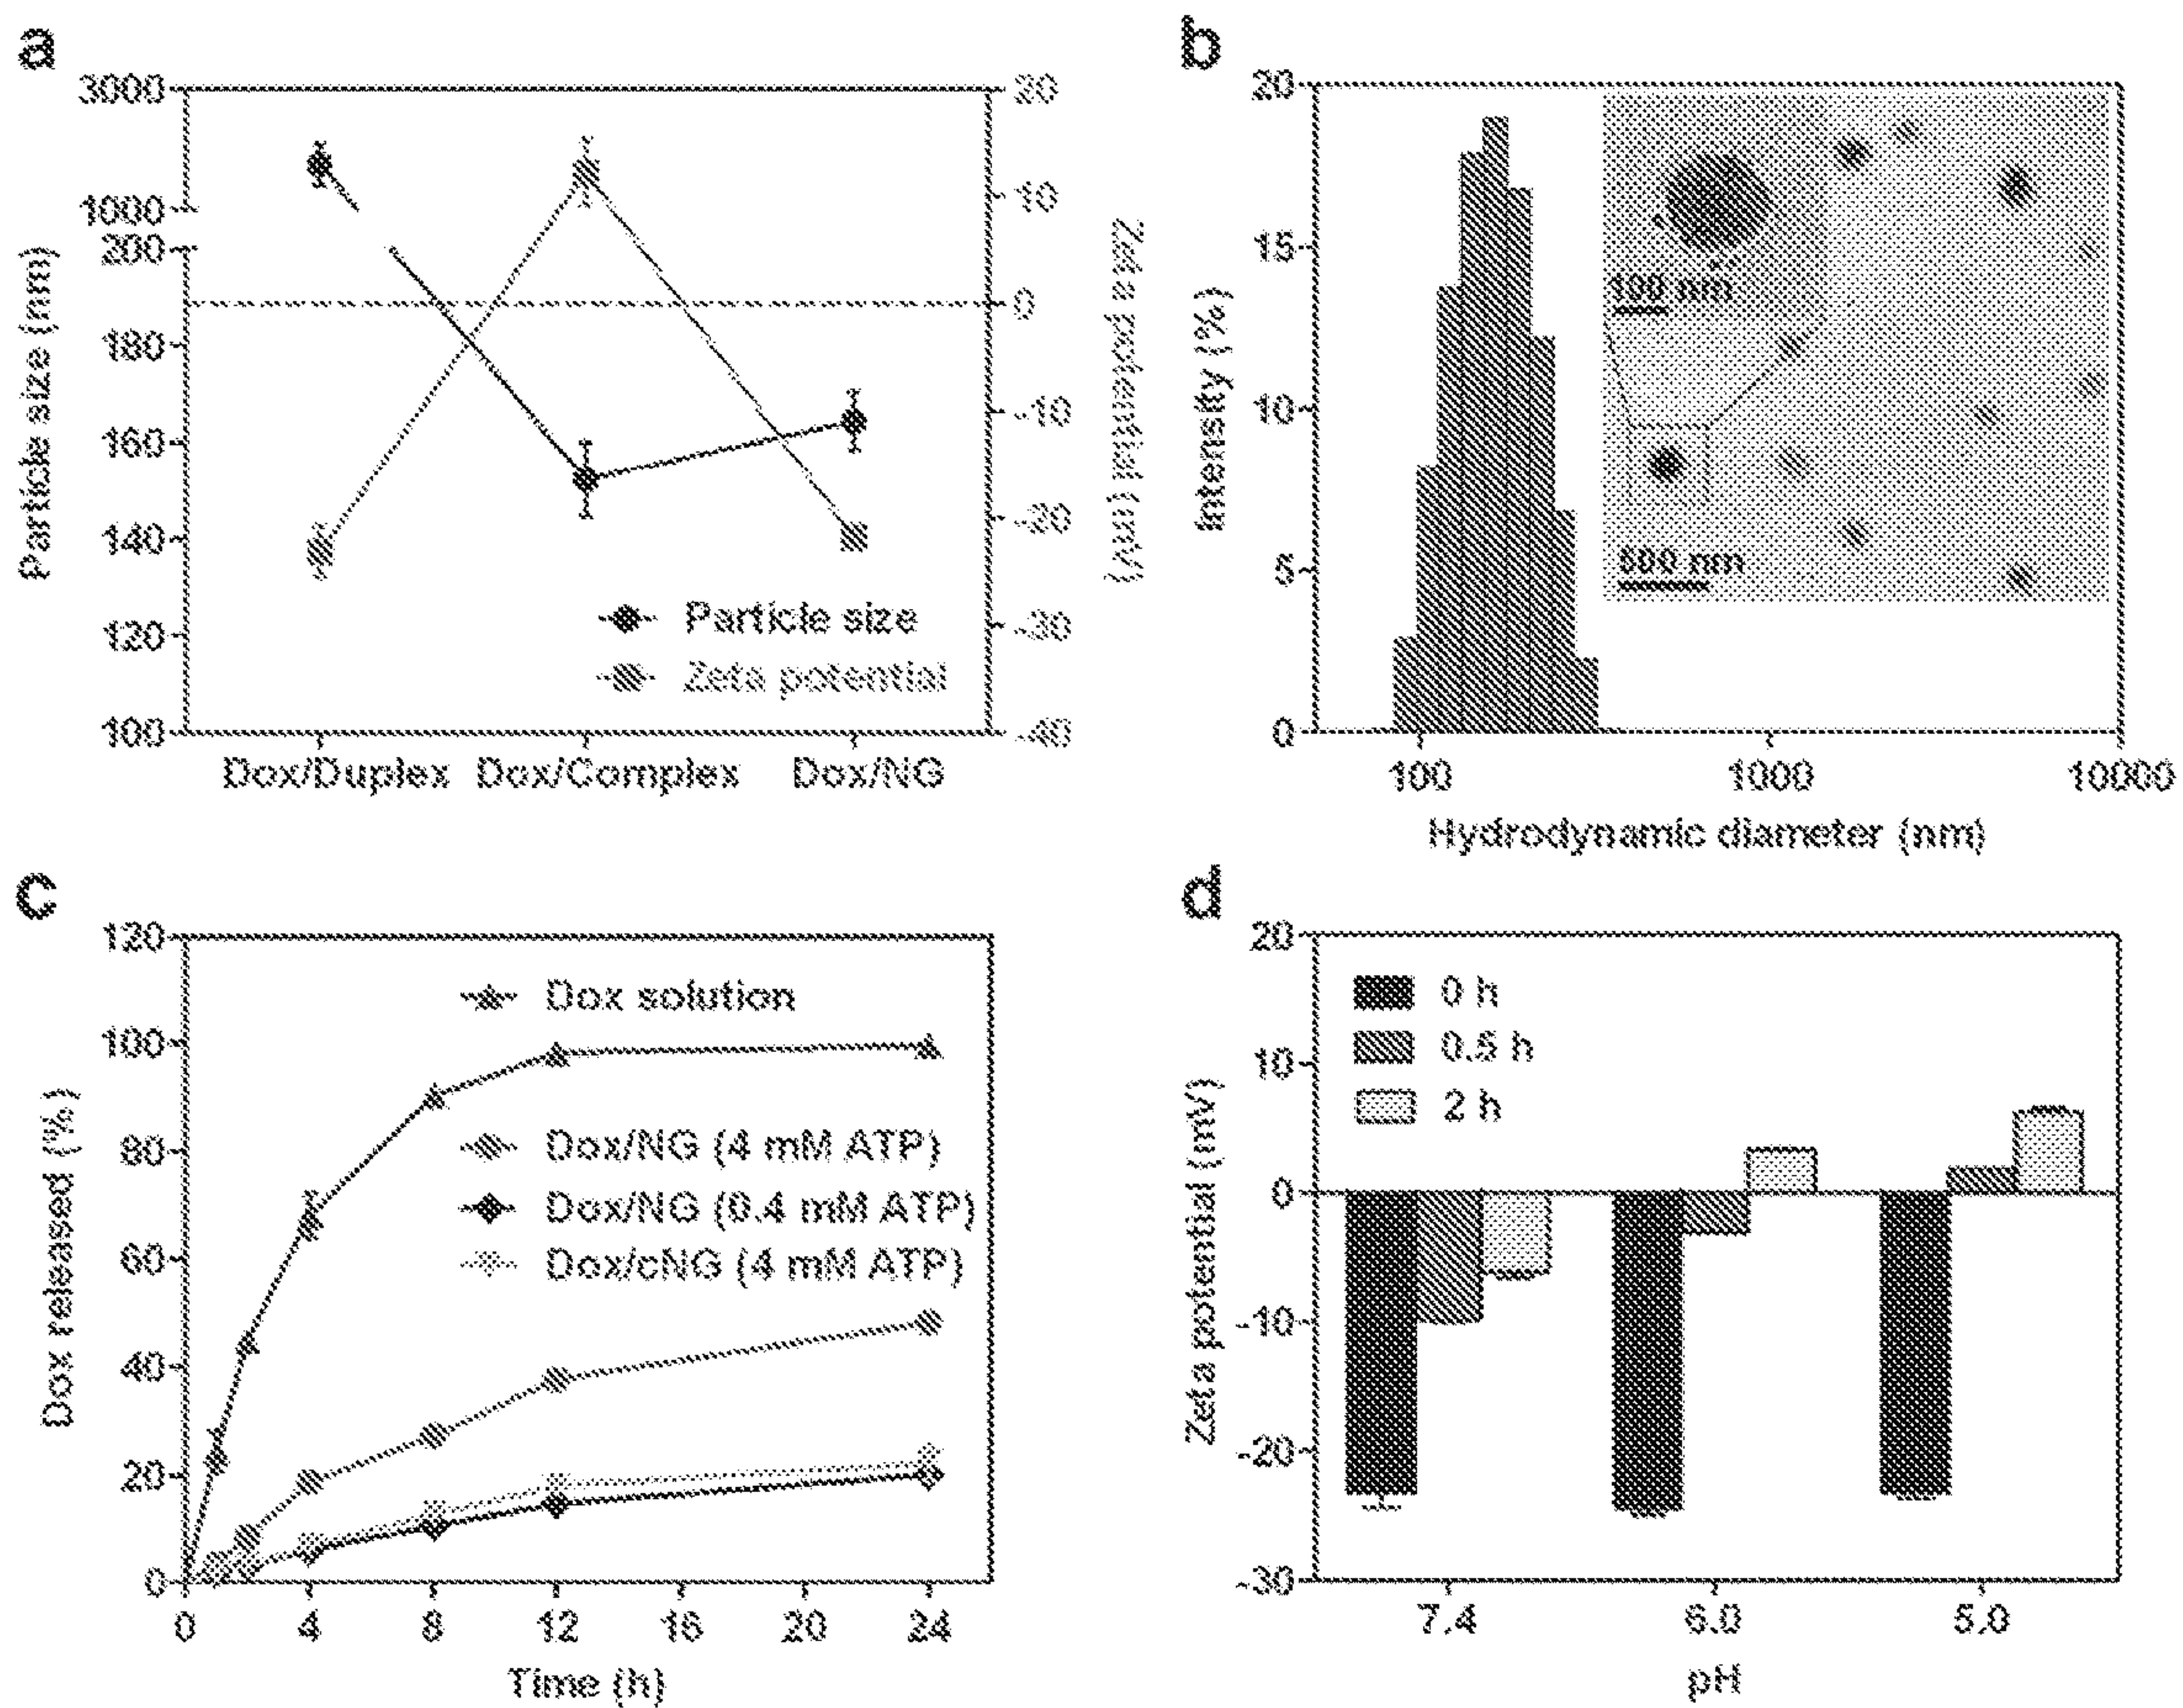 a
3000
1000
200
180
160
140
120
100
Particle size (nm)
20
10
0
-10
-20
-30
-40
Zeta potential (mV)
Particle size
Zeta potential
Dox/Duplex Dox/Complex Dox/NG
b
20
15
10
5
0
Intensity (%)
100 nm
500 nm
100 1000 10000
Hydrodynamic diameter (nm)
c
120
100
80
60
40
20
0
Dox released (%)
Dox solution
Dox/NG (4 mM ATP)
Dox/NG (0.4 mM ATP)
Dox/cNG (4 mM ATP)
0 4 8 12 16 20 24
Time (h)
d
20
10
0
-10
-20
-30
Zeta potential (mV)
0 h
0.5 h
2 h
7.4 6.0 5.0
pH